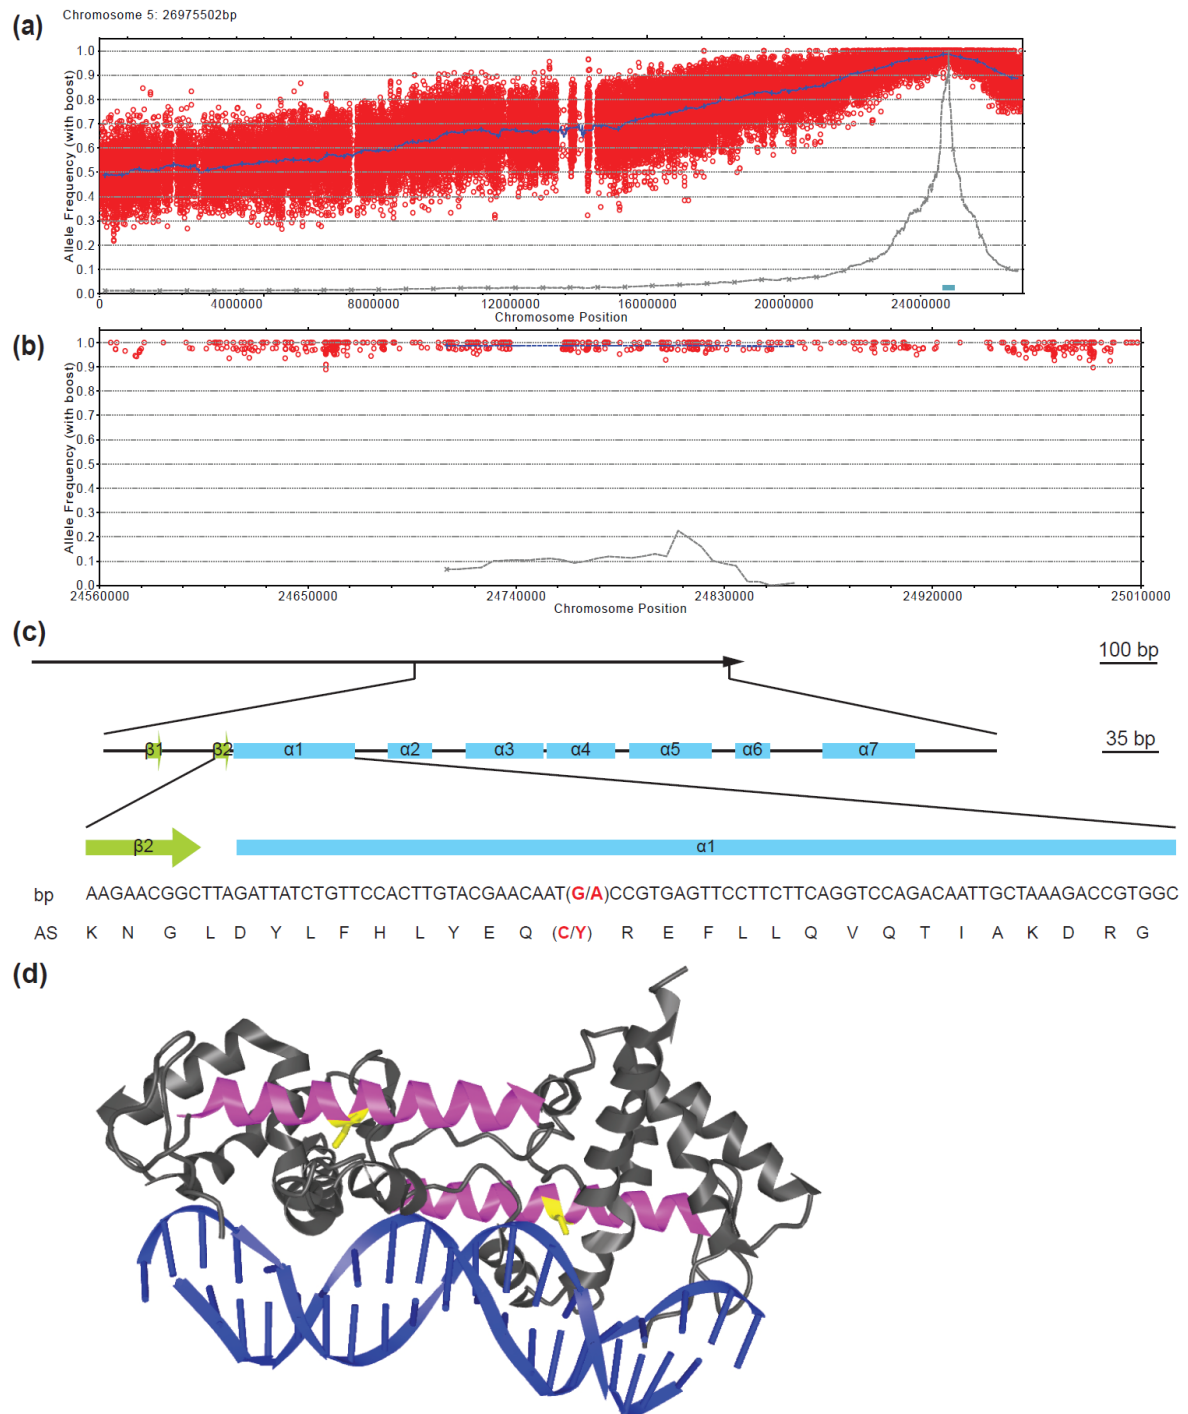 (a)
Chromosome 5: 26975502bp
Allele Frequency (with boost)
1.0
0.9
0.8
0.7
0.6
0.5
0.4
0.3
0.2
0.1
0.0
0 4000000 8000000 12000000 16000000 20000000 24000000
Chromosome Position
(b)
Allele Frequency (with boost)
1.0
0.9
0.8
0.7
0.6
0.5
0.4
0.3
0.2
0.1
0.0
24560000 24650000 24740000 24830000 24920000 25010000
Chromosome Position
(c)
100 bp
β1 β2 α1 α2 α3 α4 α5 α6 α7
35 bp
β2 α1
bp AAGAACGGCTTAGATTATCTGTTCCACTTGTACGAACAAT(G/A)CCGTGAGTTCCTTCTTCAGGTCCAGACAATTGCTAAAGACCGTGGC
AS K N G L D Y L F H L Y E Q (C/Y) R E F L L Q V Q T I A K D R G
(d)